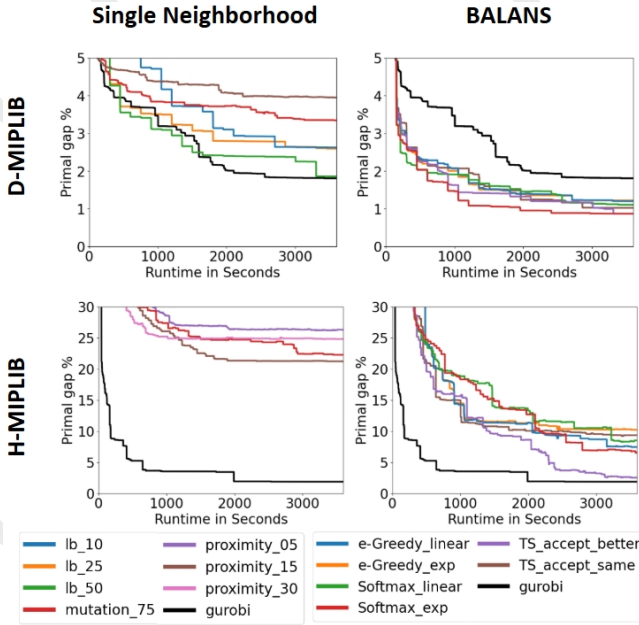 Single Neighborhood
BALANS
D-MIPLIB
Primal gap %
5
4
3
2
1
0
0
1000
2000
3000
Runtime in Seconds
Primal gap %
5
4
3
2
1
0
0
1000
2000
3000
Runtime in Seconds
H-MIPLIB
Primal gap %
30
25
20
15
10
5
0
0
1000
2000
3000
Runtime in Seconds
Primal gap %
30
25
20
15
10
5
0
0
1000
2000
3000
Runtime in Seconds
lb_10
lb_25
lb_50
mutation_75
proximity_05
proximity_15
proximity_30
gurobi
e-Greedy_linear
e-Greedy_exp
Softmax_linear
Softmax_exp
TS_accept_better
TS_accept_same
gurobi